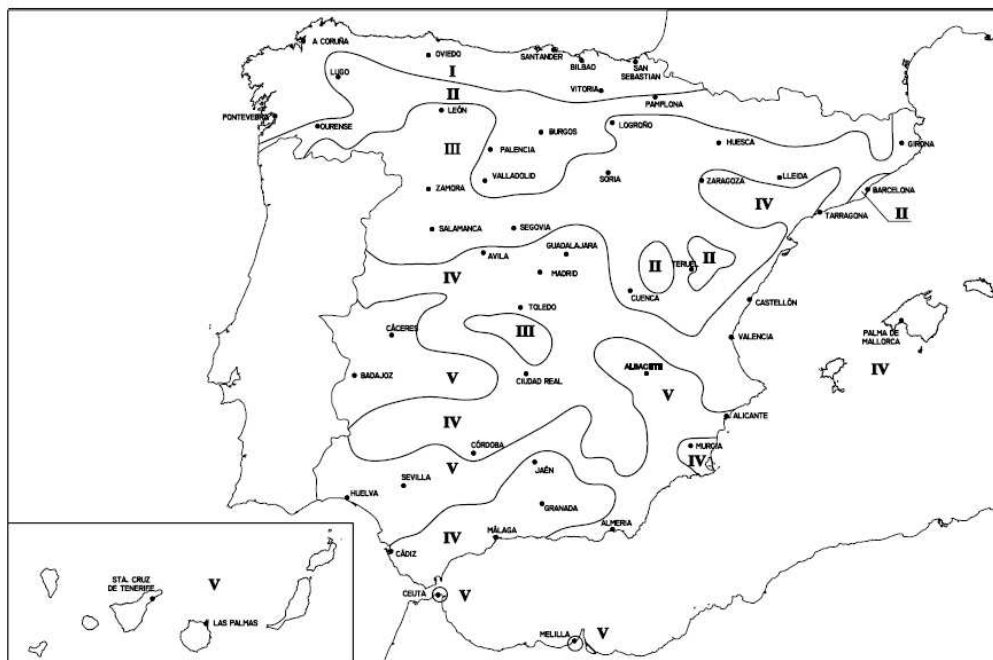 A CORUÑA
OVIEDO
SANTANDER
BILBAO
SAN
SEBASTIAN
LUGO
I
VITORIA
II
PAMPLONA
PONTEVEDRA
LEÓN
OURENSE
LOGROÑO
BURGOS
HUESCA
GIRONA
III
PALENCIA
VALLADOLID
SORIA
ZARAGOZA
LLEIDA
ZAMORA
BARCELONA
IV
TARRAGONA
II
SALAMANCA
SEGOVIA
GUADALAJARA
AVILA
IV
MADRID
II
TERUEL
II
CUENCA
CASTELLÓN
TOLEDO
CÁCERES
III
VALENCIA
PALMA DE
MALLORCA
IV
BADAJOZ
V
CIUDAD REAL
ALBACETE
V
IV
ALICANTE
CÓRDOBA
MURCIA
IV
V
JAÉN
SEVILLA
HUELVA
GRANADA
ALMERIA
IV
MÁLAGA
CÁDIZ
STA. CRUZ
DE TENERIFE
V
LAS PALMAS
CEUTA
V
MELILLA
V